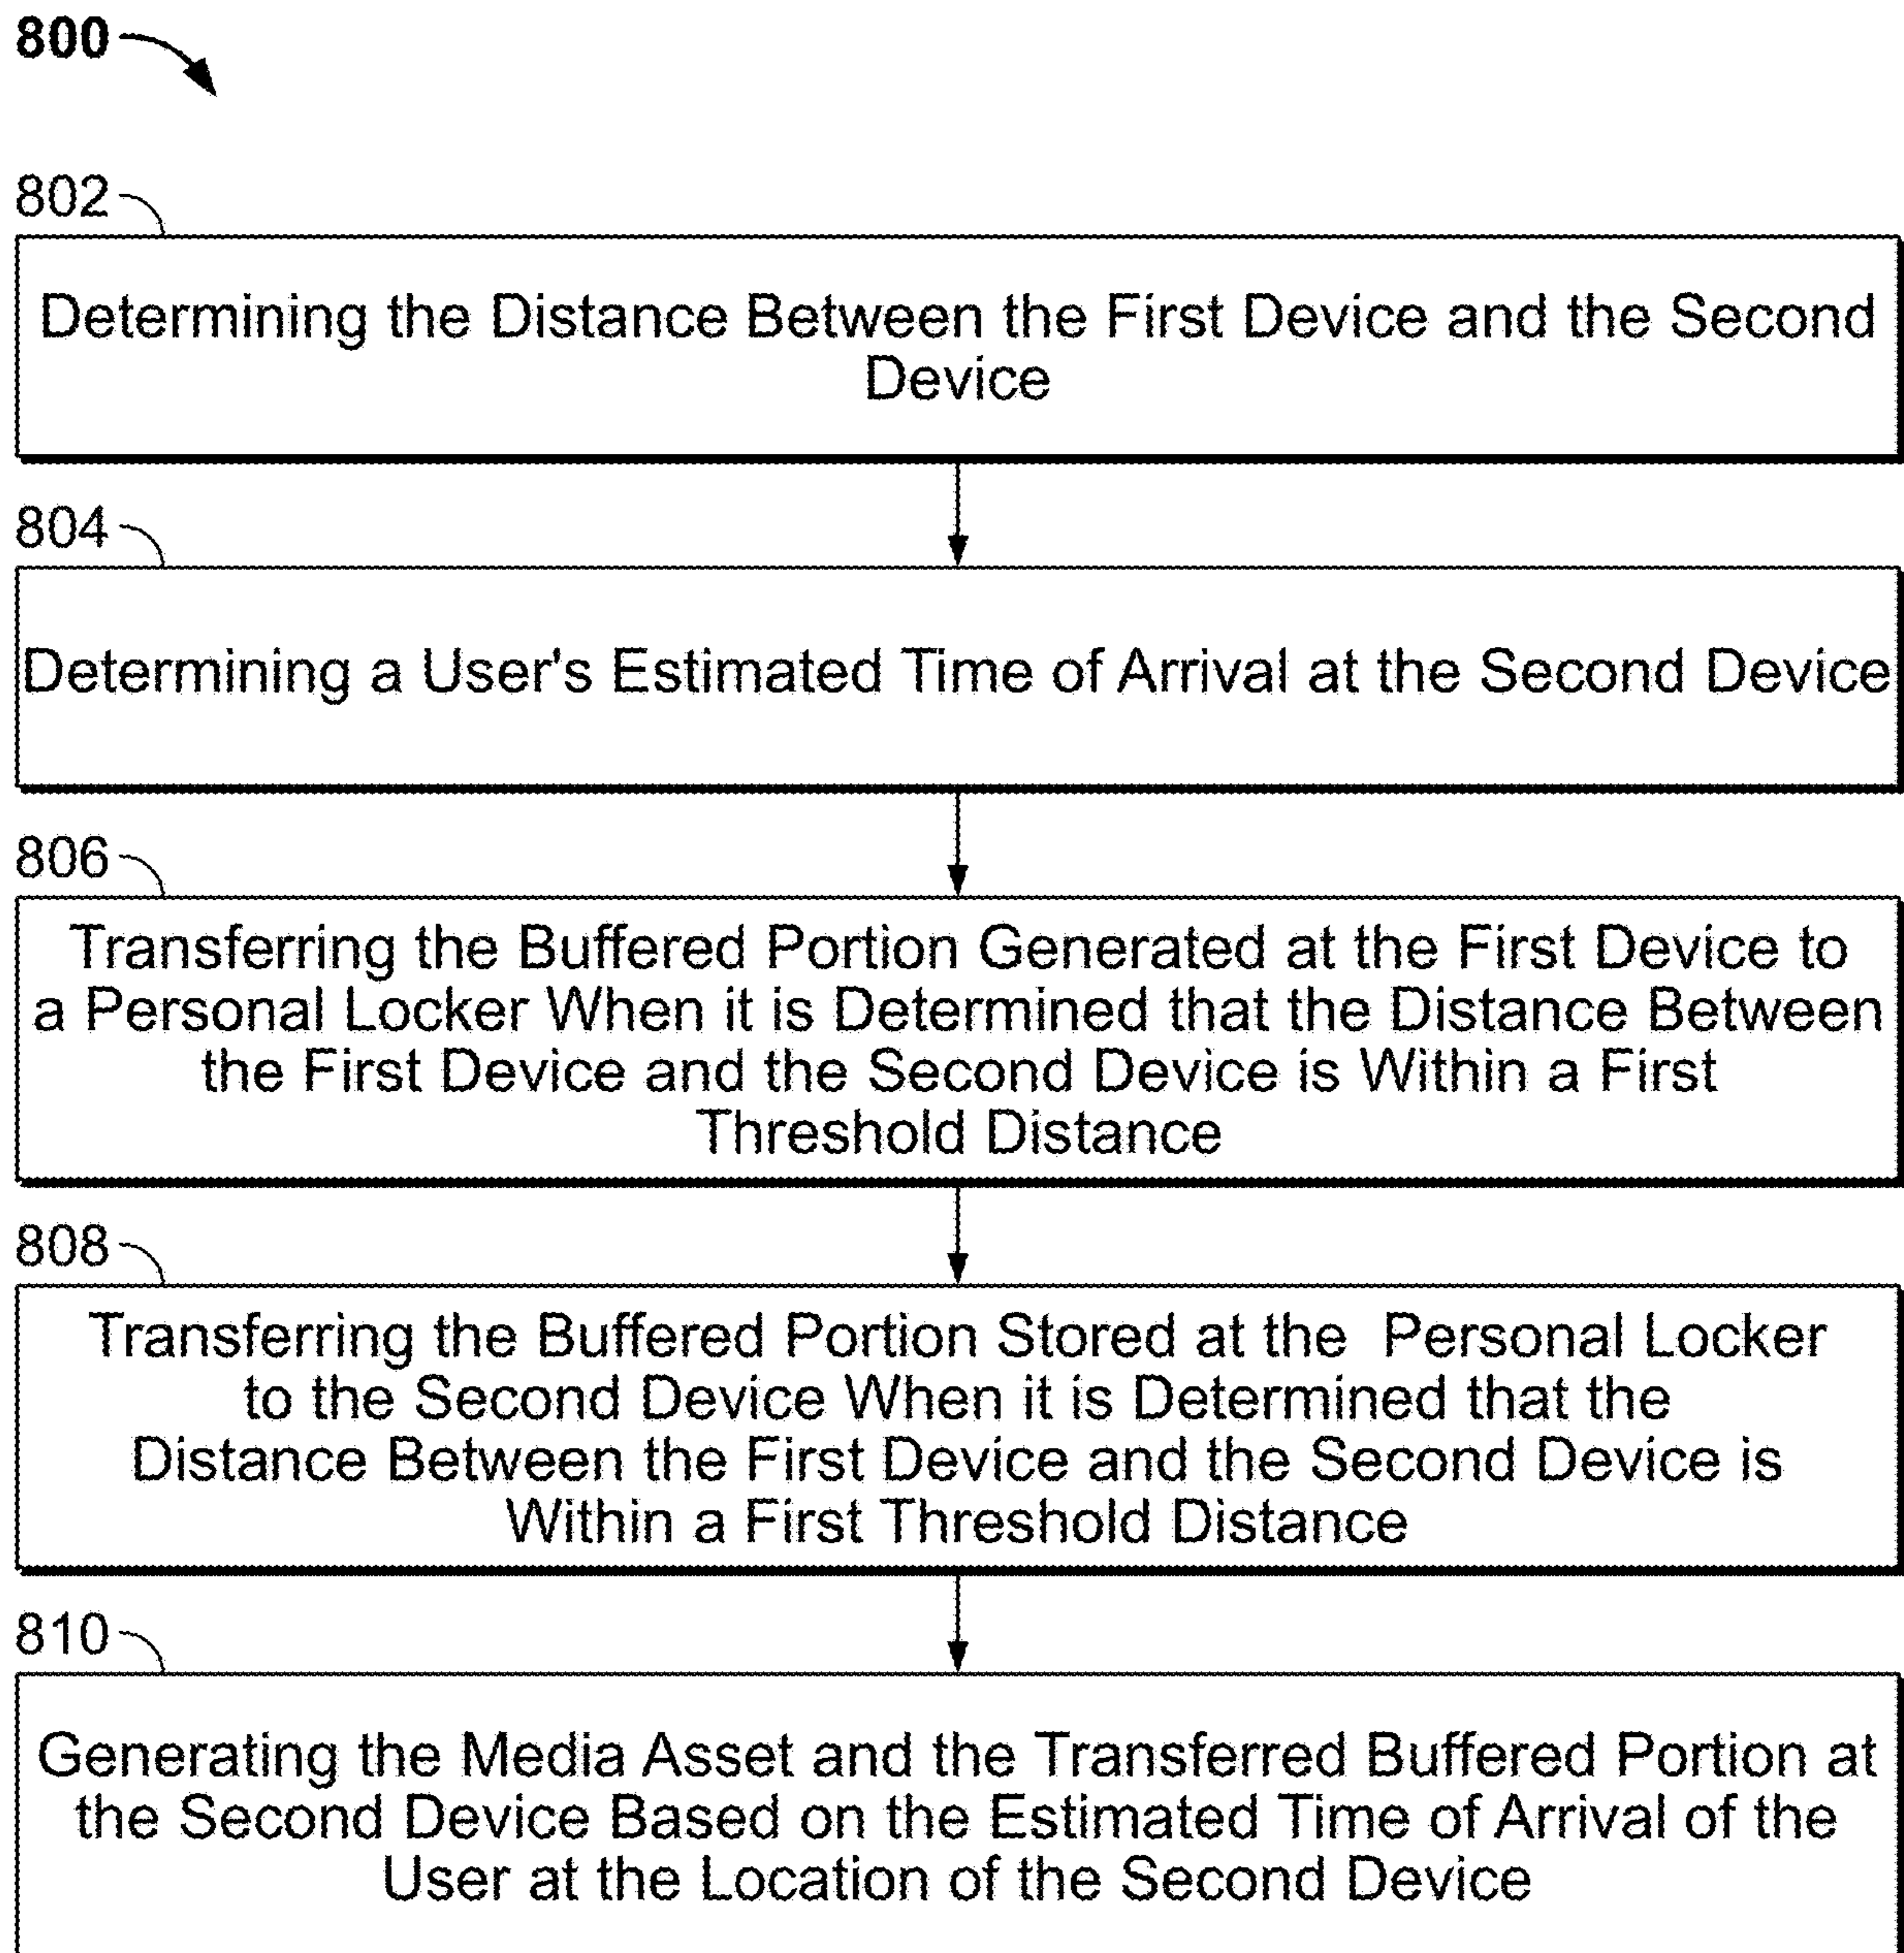 800
802
Determining the Distance Between the First Device and the Second
Device
804
Determining a User's Estimated Time of Arrival at the Second Device
806
Transferring the Buffered Portion Generated at the First Device to
a Personal Locker When it is Determined that the Distance Between
the First Device and the Second Device is Within a First
Threshold Distance
808
Transferring the Buffered Portion Stored at the Personal Locker
to the Second Device When it is Determined that the
Distance Between the First Device and the Second Device is
Within a First Threshold Distance
810
Generating the Media Asset and the Transferred Buffered Portion at
the Second Device Based on the Estimated Time of Arrival of the
User at the Location of the Second Device